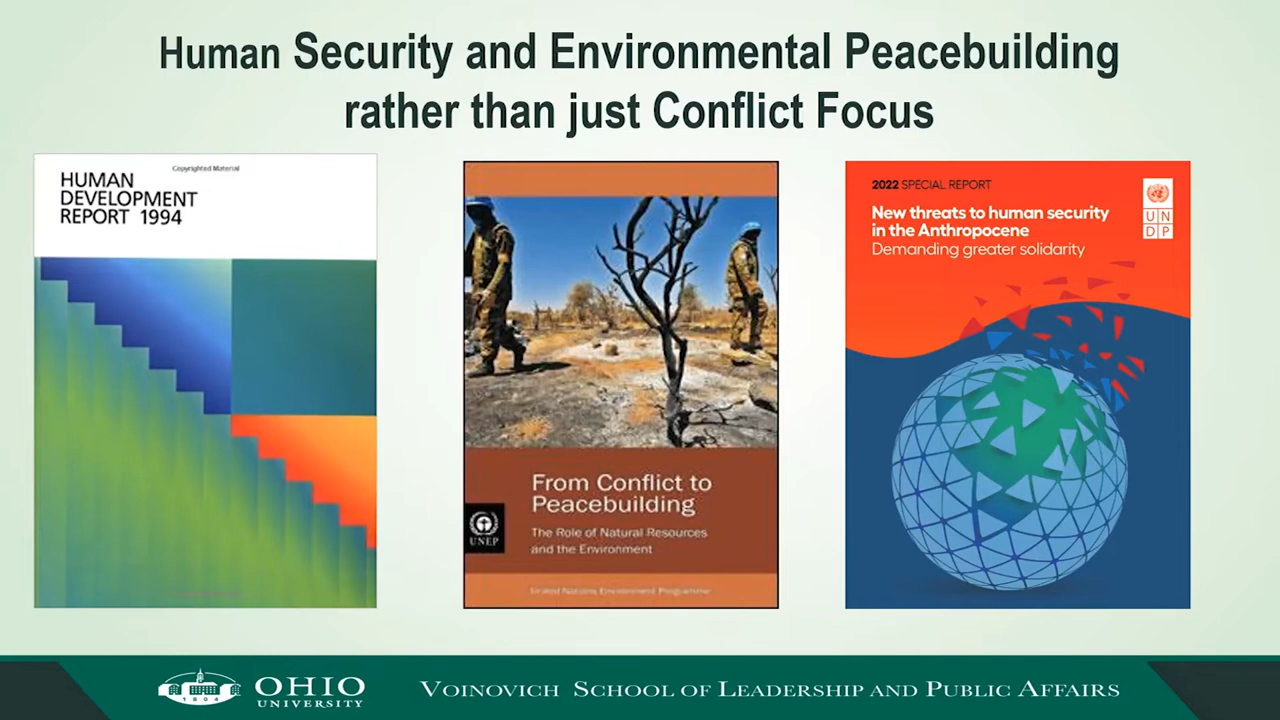 Human Security and Environmental Peacebuilding
rather than just Conflict Focus
Copyrighted Material
HUMAN
DEVELOPMENT
REPORT 1994
From Conflict to
Peacebuilding
The Role of Natural Resources
and the Environment
UNEP
United Nations Environment Programme
2022 SPECIAL REPORT
New threats to human security
in the Anthropocene
Demanding greater solidarity
U N
D P
1804
OHIO
UNIVERSITY
VOINOVICH SCHOOL OF LEADERSHIP AND PUBLIC AFFAIRS